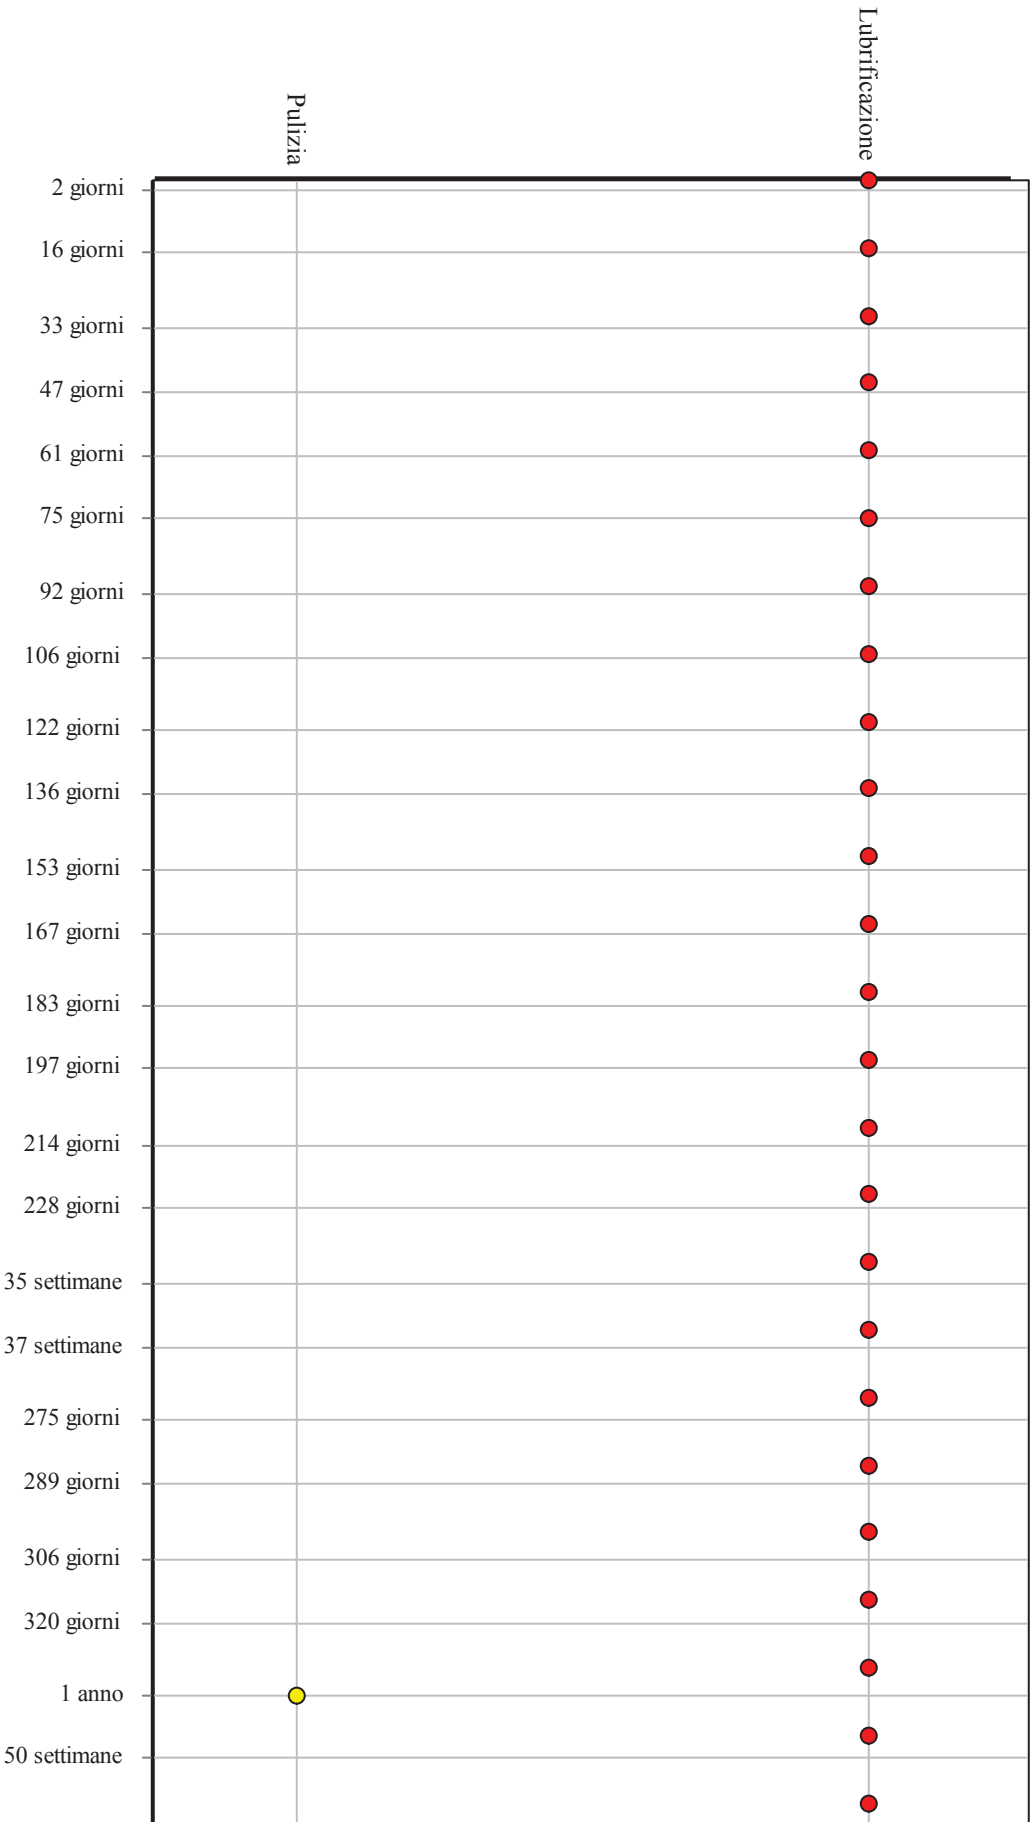 Pulizia
Lubrificazione
2 giorni
16 giorni
33 giorni
47 giorni
61 giorni
75 giorni
92 giorni
106 giorni
122 giorni
136 giorni
153 giorni
167 giorni
183 giorni
197 giorni
214 giorni
228 giorni
35 settimane
37 settimane
275 giorni
289 giorni
306 giorni
320 giorni
1 anno
50 settimane